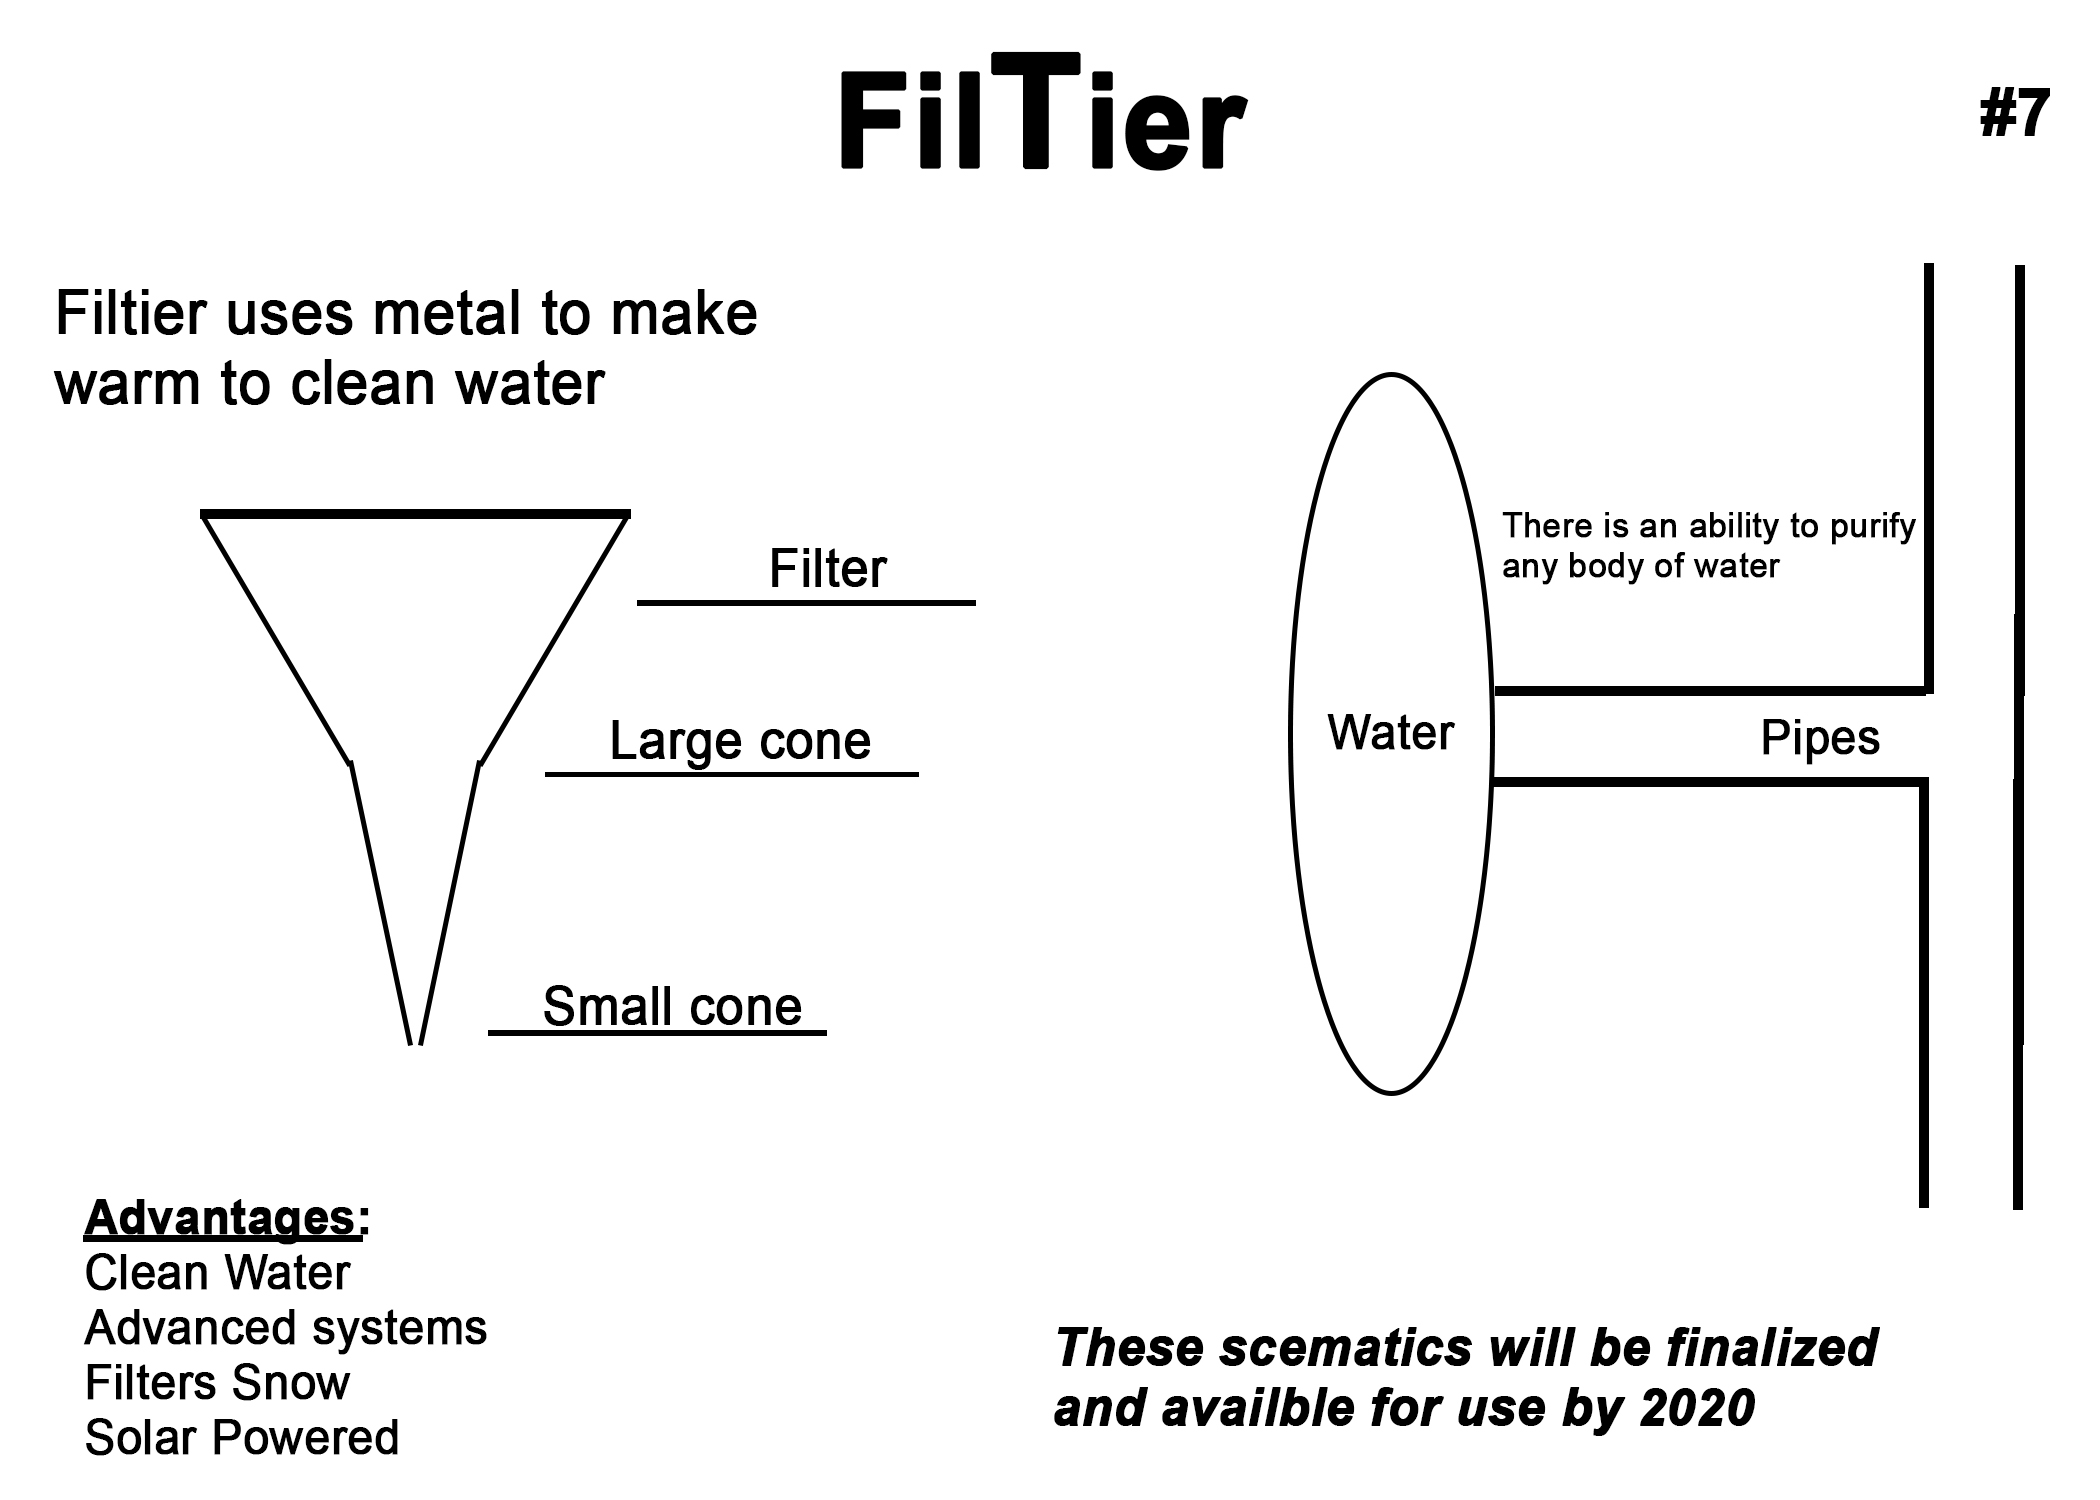 FilTier
#7
Filtier uses metal to make
warm to clean water
Filter
Large cone
Small cone
There is an ability to purify
any body of water
Water
Pipes
Advantages:
Clean Water
Advanced systems
Filters Snow
Solar Powered
These scematics will be finalized
and availble for use by 2020